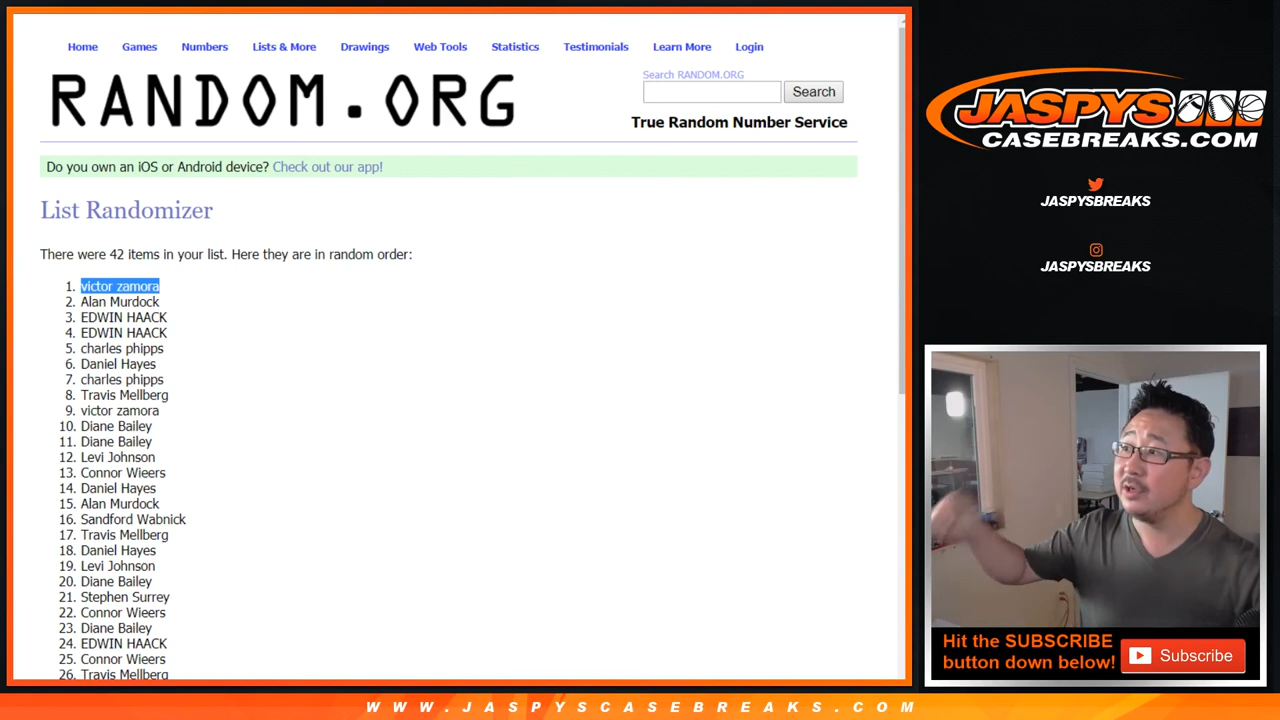 Home Games Numbers Lists & More Drawings Web Tools Statistics Testimonials Learn More Login
RANDOM.ORG
Search RANDOM.ORG
Search
True Random Number Service
Do you own an iOS or Android device? Check out our app!
List Randomizer
There were 42 items in your list. Here they are in random order:
1. victor zamora
2. Alan Murdock
3. EDWIN HAACK
4. EDWIN HAACK
5. charles phipps
6. Daniel Hayes
7. charles phipps
8. Travis Mellberg
9. victor zamora
10. Diane Bailey
11. Diane Bailey
12. Levi Johnson
13. Connor Wieers
14. Daniel Hayes
15. Alan Murdock
16. Sandford Wabnick
17. Travis Mellberg
18. Daniel Hayes
19. Levi Johnson
20. Diane Bailey
21. Stephen Surrey
22. Connor Wieers
23. Diane Bailey
24. EDWIN HAACK
25. Connor Wieers
26. Travis Mellberg
JASPYS
CASEBREAKS.COM
JASPYSBREAKS
JASPYSBREAKS
Hit the SUBSCRIBE
button down below!
Subscribe
WWW.JASPYSCASEBREAKS.COM